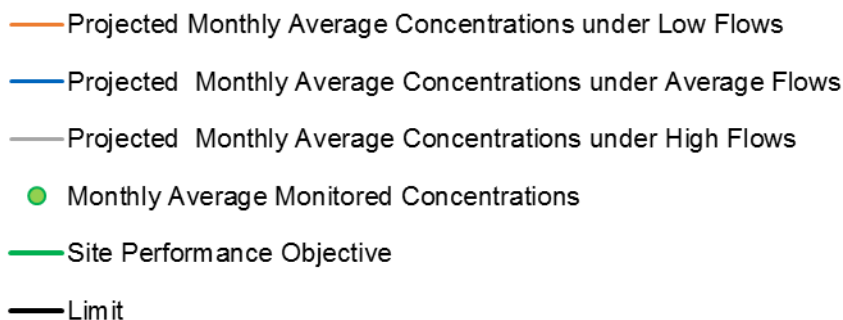 Projected Monthly Average Concentrations under Low Flows
Projected Monthly Average Concentrations under Average Flows
Projected Monthly Average Concentrations under High Flows
Monthly Average Monitored Concentrations
Site Performance Objective
Limit